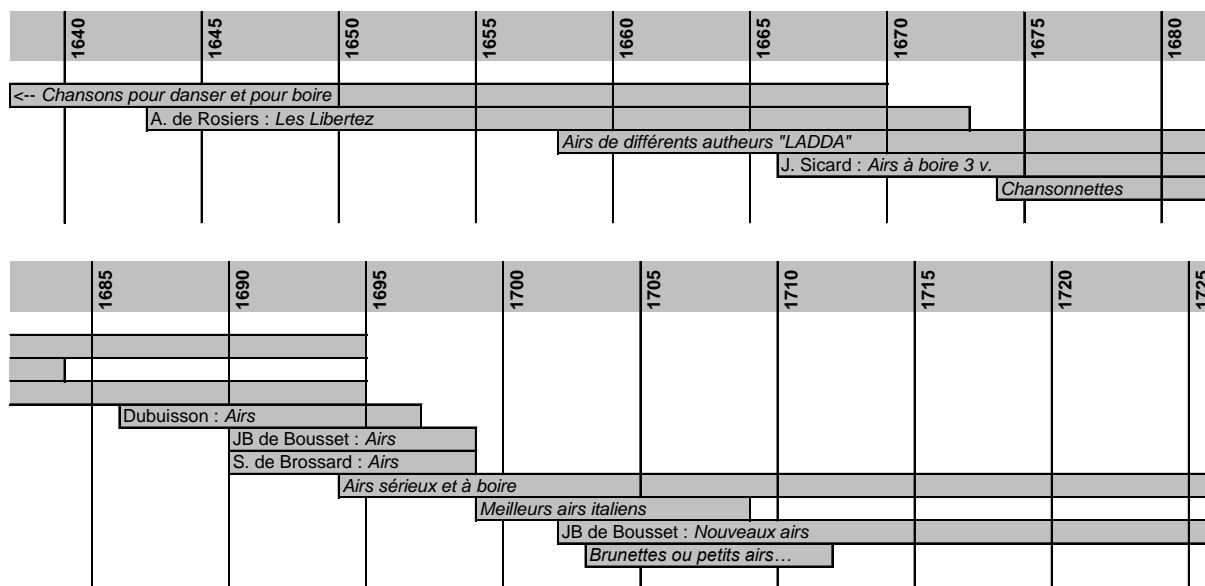 1640 1645 1650 1655 1660 1665 1670 1675 1680
<-- Chansons pour danser et pour boire
A. de Rosiers : Les Libertez
Airs de différents autheurs "LADDA"
J. Sicard : Airs à boire 3 v.
Chansonnettes
1685 1690 1695 1700 1705 1710 1715 1720 1725
Dubuisson : Airs
JB de Bousset : Airs
S. de Brossard : Airs
Airs sérieux et à boire
Meilleurs airs italiens
JB de Bousset : Nouveaux airs
Brunettes ou petits airs…